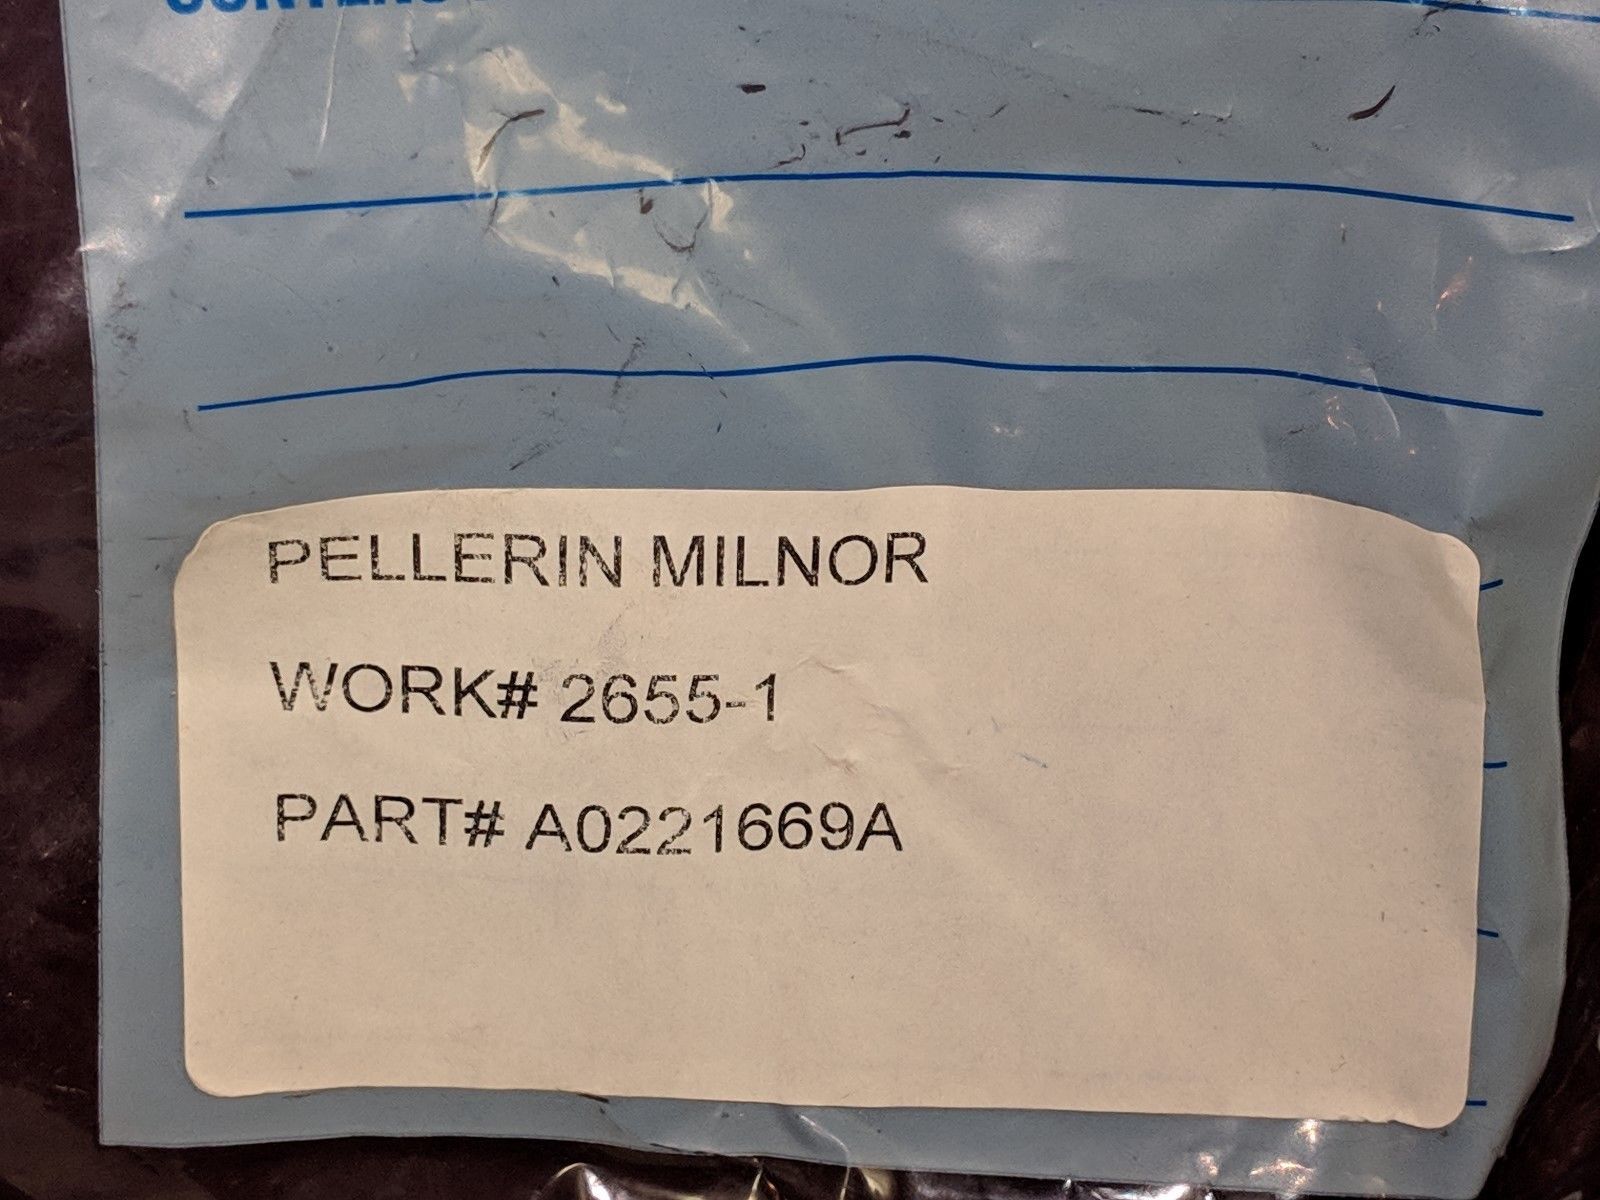 PELLERIN MILNOR
WORK# 2655-1
PART# A0221669A